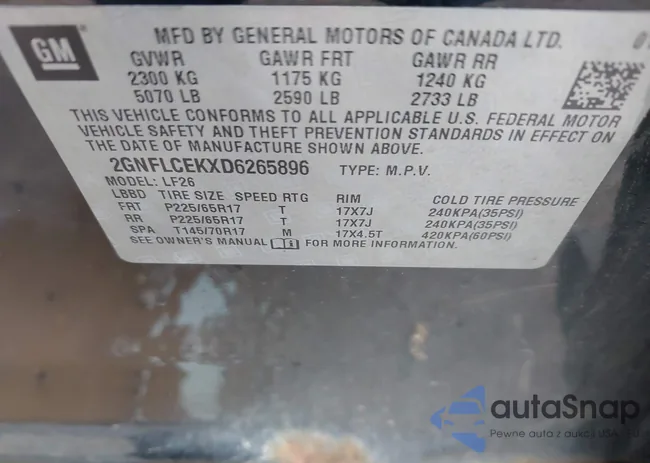 GM
MFD BY GENERAL MOTORS OF CANADA LTD.
GVWR GAWR FRT GAWR RR
2300 KG 1175 KG 1240 KG
5070 LB 2590 LB 2733 LB
THIS VEHICLE CONFORMS TO ALL APPLICABLE U.S. FEDERAL MOTOR
VEHICLE SAFETY AND THEFT PREVENTION STANDARDS IN EFFECT ON
THE DATE OF MANUFACTURE SHOWN ABOVE.
2GNFLCEKXD6265896 TYPE: M.P.V.
MODEL: LF26
LBBD TIRE SIZE SPEED RTG RIM COLD TIRE PRESSURE
FRT P225/65R17 T 17X7J 240KPA(35PSI)
RR P225/65R17 T 17X7J 240KPA(35PSI)
SPA T145/70R17 M 17X4.5T 420KPA(60PSI)
SEE OWNER'S MANUAL FOR MORE INFORMATION.
autaSnap
Pewne auta z aukcji USA